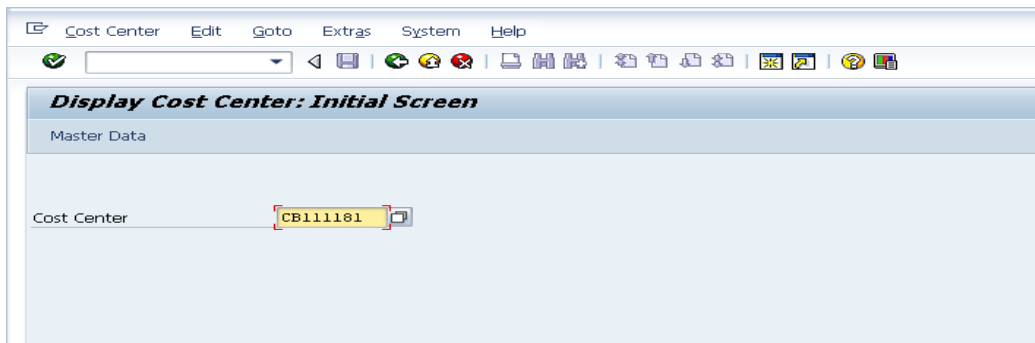 Cost Center Edit Goto Extras System Help
Display Cost Center: Initial Screen
Master Data
Cost Center CB111181